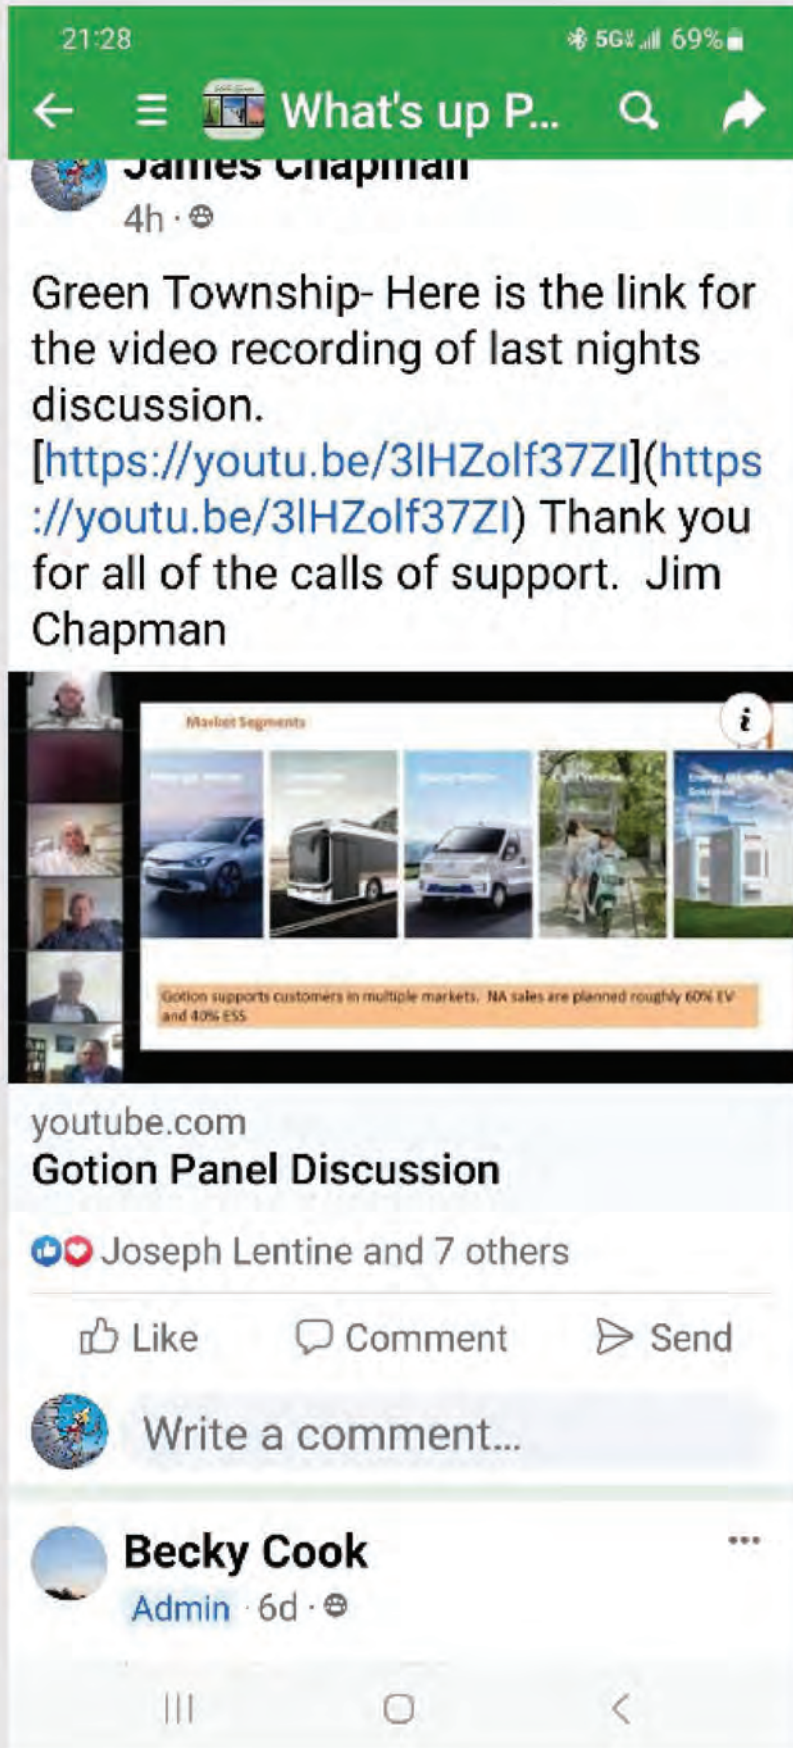 21:28
5G 69%
What's up P...
James Chapman
4h ·
Green Township- Here is the link for
the video recording of last nights
discussion.
[https://youtu.be/3lHZolf37ZI](https
://youtu.be/3lHZolf37ZI) Thank you
for all of the calls of support.  Jim
Chapman
Market Segments
Gotion supports customers in multiple markets. NA sales are planned roughly 60% EV
and 40% ESS
youtube.com
Gotion Panel Discussion
Joseph Lentine and 7 others
Like Comment Send
Write a comment...
Becky Cook
Admin · 6d ·